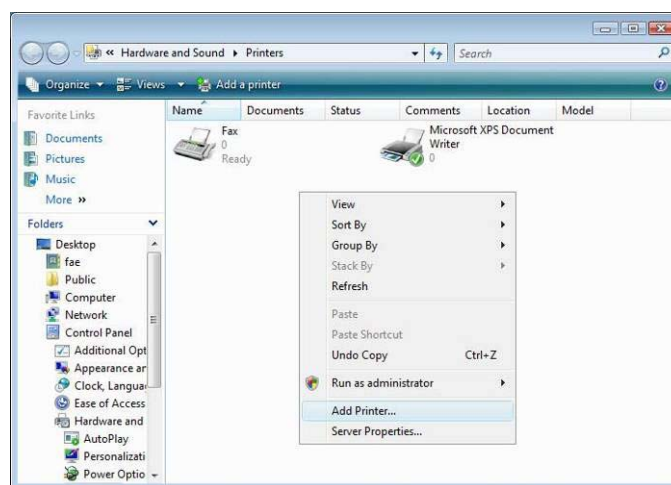 « Hardware and Sound ▸ Printers
Search
Organize Views Add a printer
Favorite Links
Documents
Pictures
Music
More »
Folders
Desktop
fae
Public
Computer
Network
Control Panel
Additional Opt
Appearance ar
Clock, Languag
Ease of Access
Hardware and
AutoPlay
Personalizati
Power Optio
Name Documents Status Comments Location Model
Fax
0
Ready
Microsoft XPS Document
Writer
0
View
Sort By
Group By
Stack By
Refresh
Paste
Paste Shortcut
Undo Copy Ctrl+Z
Run as administrator
Add Printer...
Server Properties...